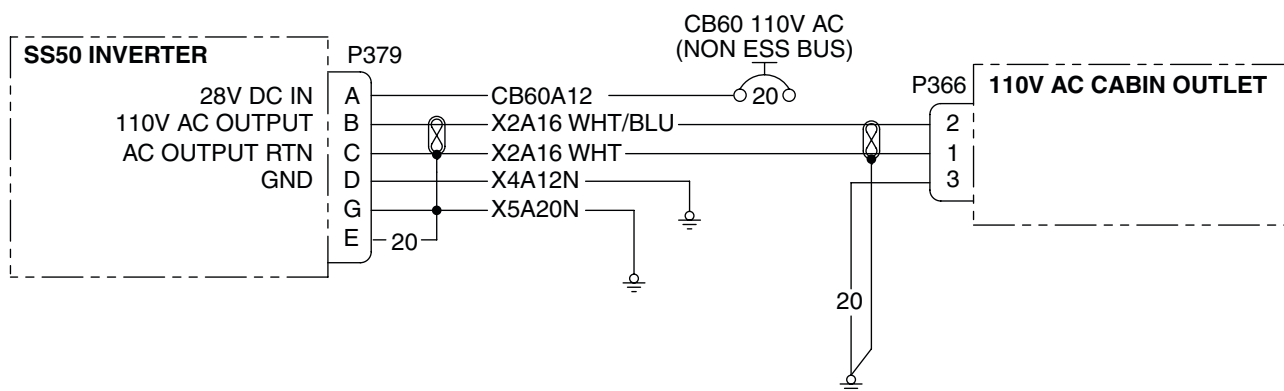 CB60 110V AC
(NON ESS BUS)
SS50 INVERTER
P379
P366
110V AC CABIN OUTLET
28V DC IN
A
CB60A12
20
110V AC OUTPUT
B
X2A16 WHT/BLU
2
AC OUTPUT RTN
C
X2A16 WHT
1
GND
D
X4A12N
3
G
X5A20N
E
20
20